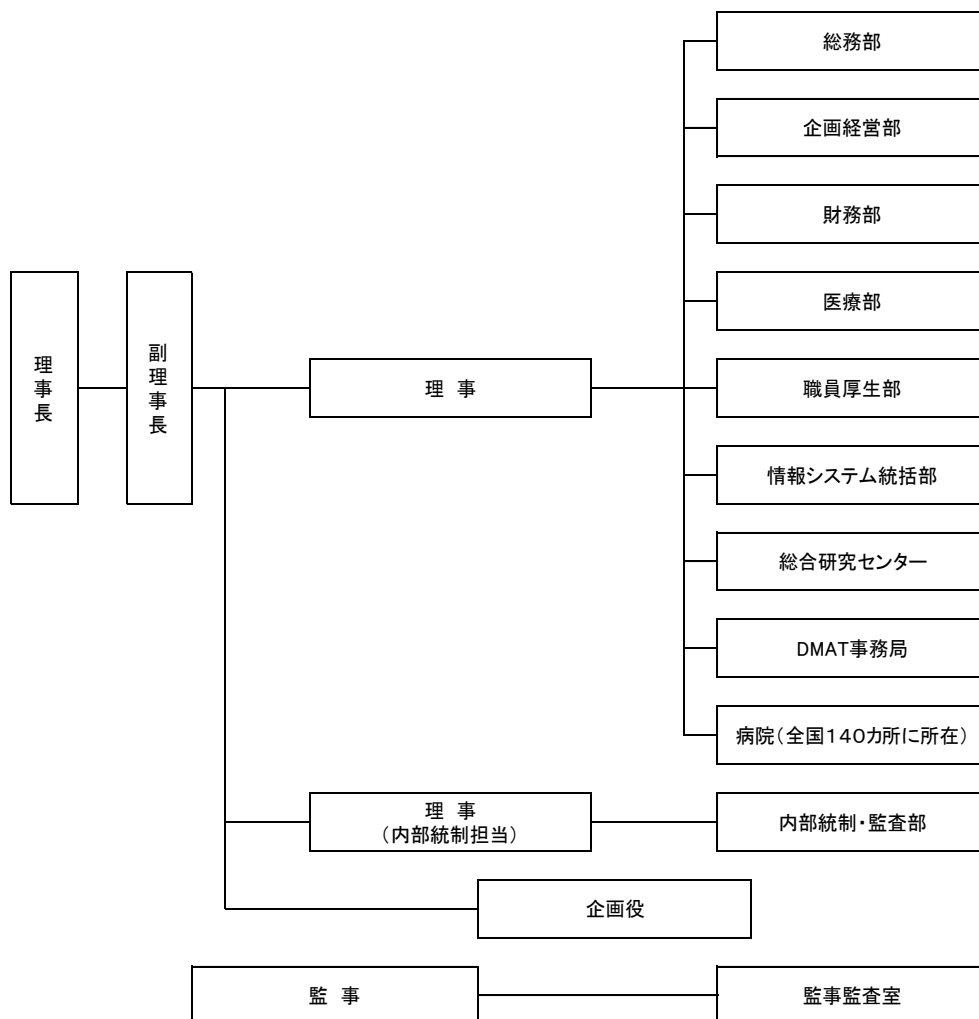 総務部
企画経営部
財務部
医療部
理事長
副理事長
理 事
職員厚生部
情報システム統括部
総合研究センター
DMAT事務局
病院（全国１４０カ所に所在）
理 事
（内部統制担当）
内部統制・監査部
企画役
監 事
監事監査室